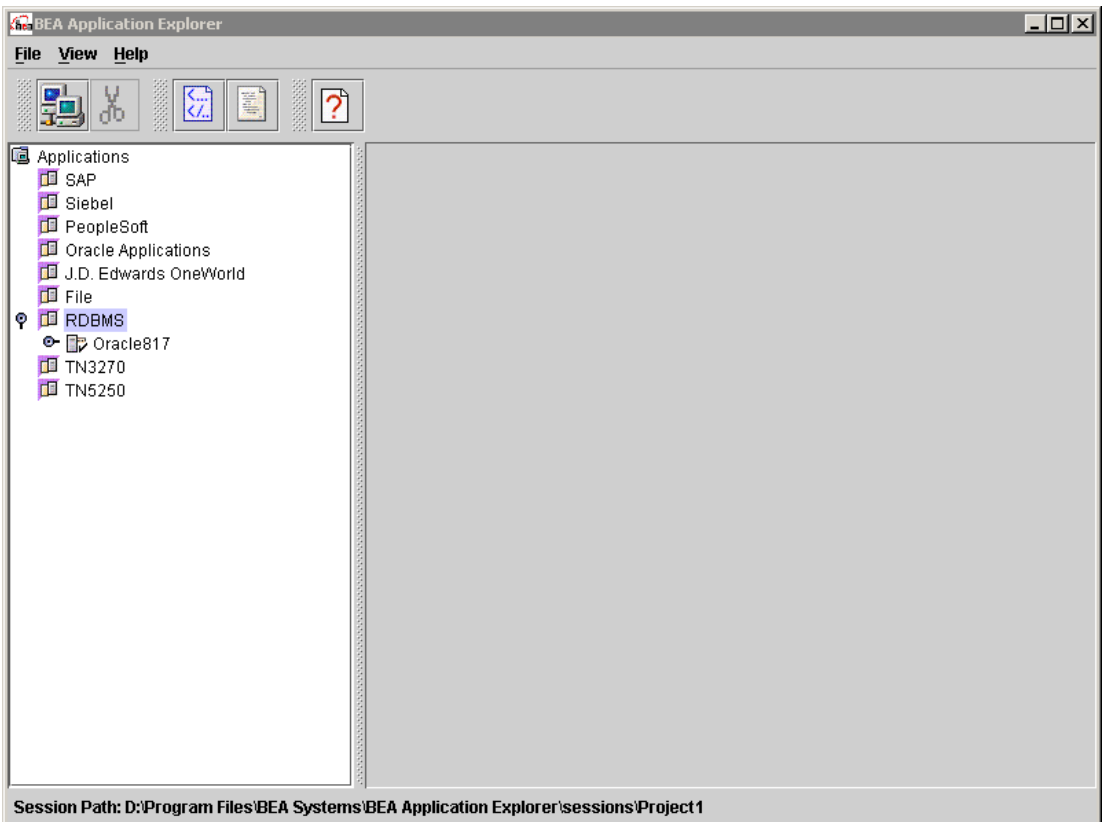 bea BEA Application Explorer
File View Help
<...
</..
?
Applications
SAP
Siebel
PeopleSoft
Oracle Applications
J.D. Edwards OneWorld
File
RDBMS
Oracle817
TN3270
TN5250
Session Path: D:\Program Files\BEA Systems\BEA Application Explorer\sessions\Project1